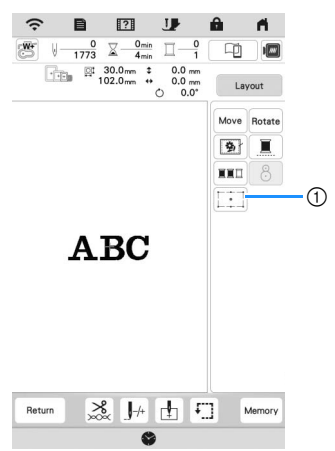 W+ 0 0min 0
1773 4min 1
30.0mm 0.0 mm
102.0mm 0.0 mm
0.0°
Layout
Move Rotate
①
ABC
Return Memory